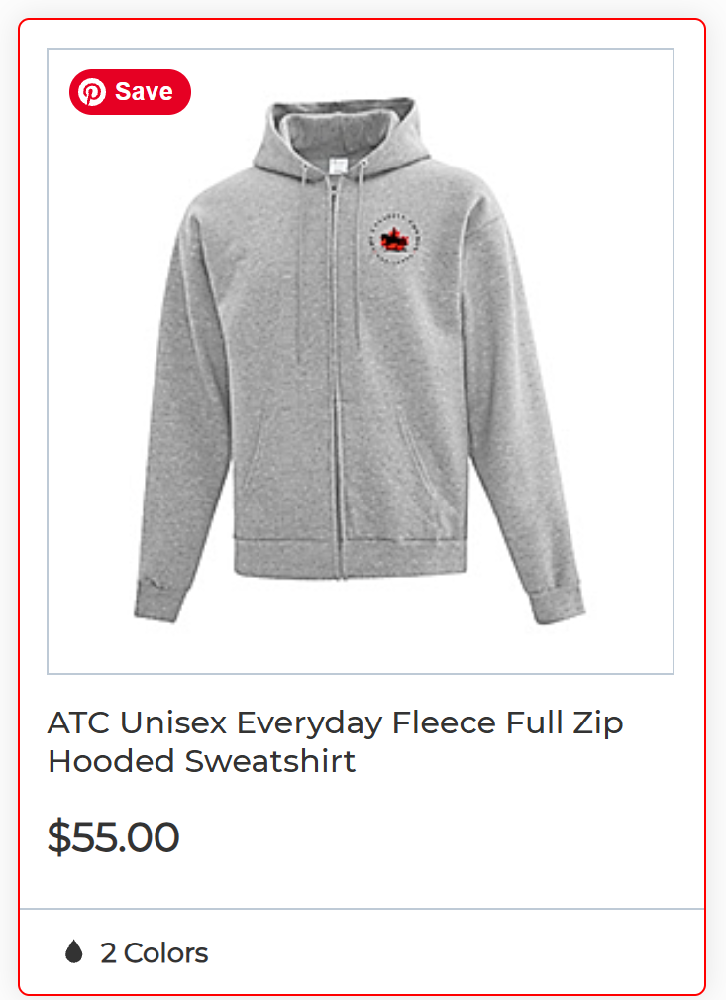 Save
ATC Unisex Everyday Fleece Full Zip
Hooded Sweatshirt
$55.00
2 Colors